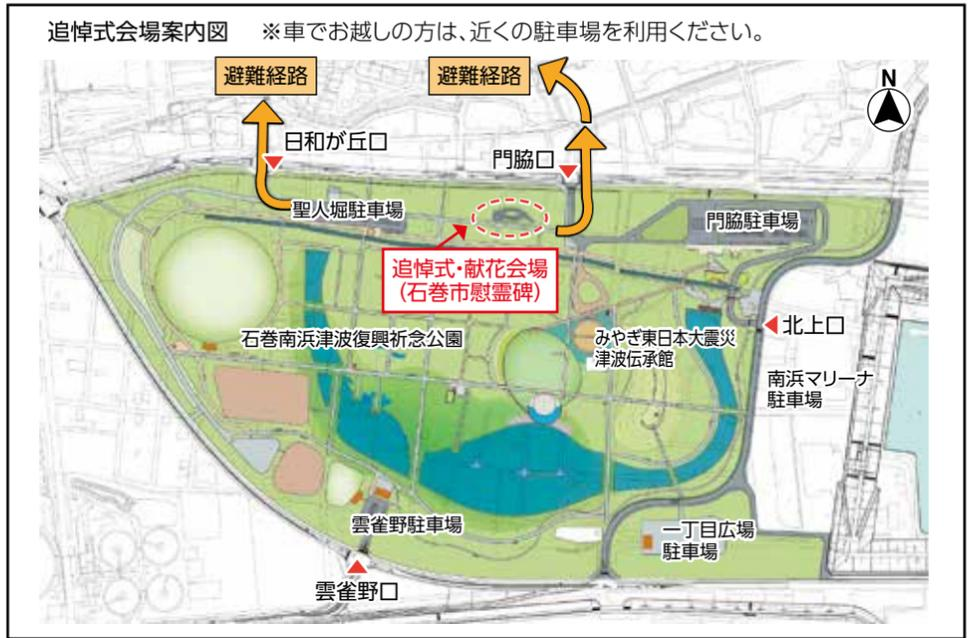 追悼式会場案内図 ※車でお越しの方は、近くの駐車場を利用ください。
避難経路
避難経路
N
日和が丘口
門脇口
聖人堀駐車場
門脇駐車場
追悼式・献花会場
（石巻市慰霊碑）
北上口
石巻南浜津波復興祈念公園
みやぎ東日本大震災
津波伝承館
南浜マリーナ
駐車場
雲雀野駐車場
一丁目広場
駐車場
雲雀野口